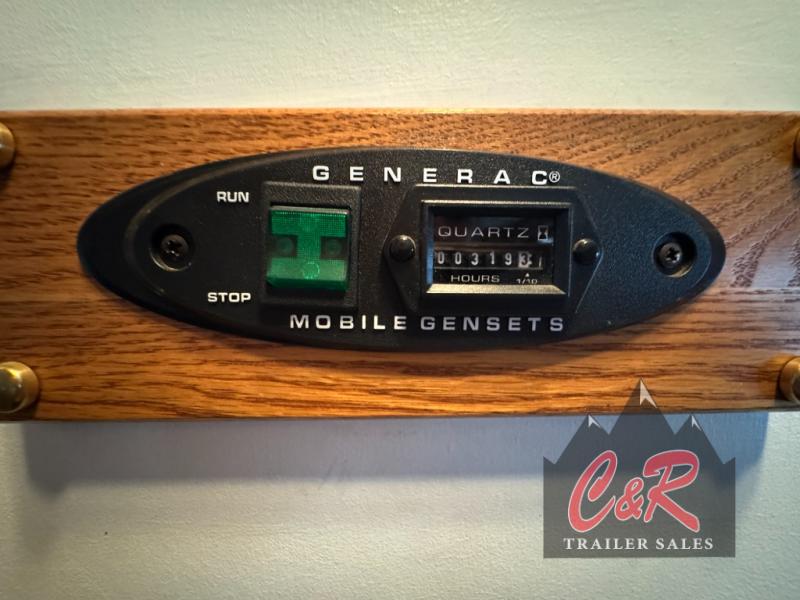 GENERAC®
RUN
QUARTZ
003193
HOURS 1/10
STOP
MOBILE GENSETS
C&R
TRAILER SALES